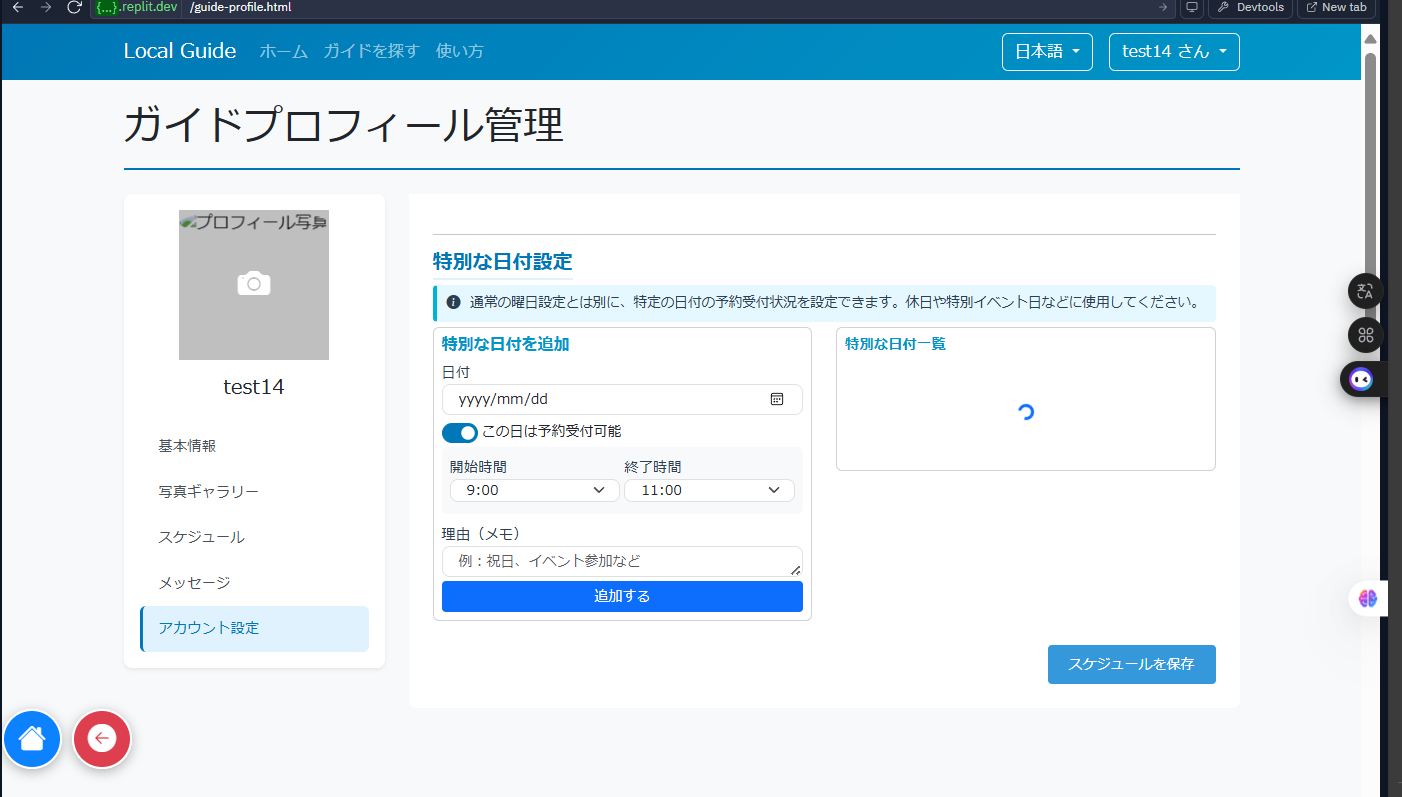 {...}.replit.dev /guide-profile.html Devtools New tab
Local Guide ホーム ガイドを探す 使い方 日本語 test14 さん
ガイドプロフィール管理
プロフィール写真
test14
基本情報
写真ギャラリー
スケジュール
メッセージ
アカウント設定
特別な日付設定
通常の曜日設定とは別に、特定の日付の予約受付状況を設定できます。休日や特別イベント日などに使用してください。
特別な日付を追加
日付
yyyy/mm/dd
この日は予約受付可能
開始時間 終了時間
9:00 11:00
理由（メモ）
例：祝日、イベント参加など
追加する
特別な日付一覧
スケジュールを保存